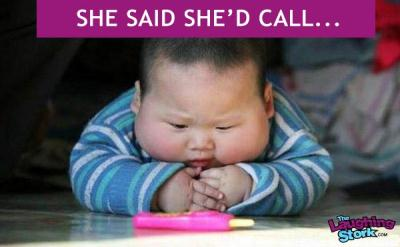 SHE SAID SHE'D CALL...
The
Laughing
Stork.COM